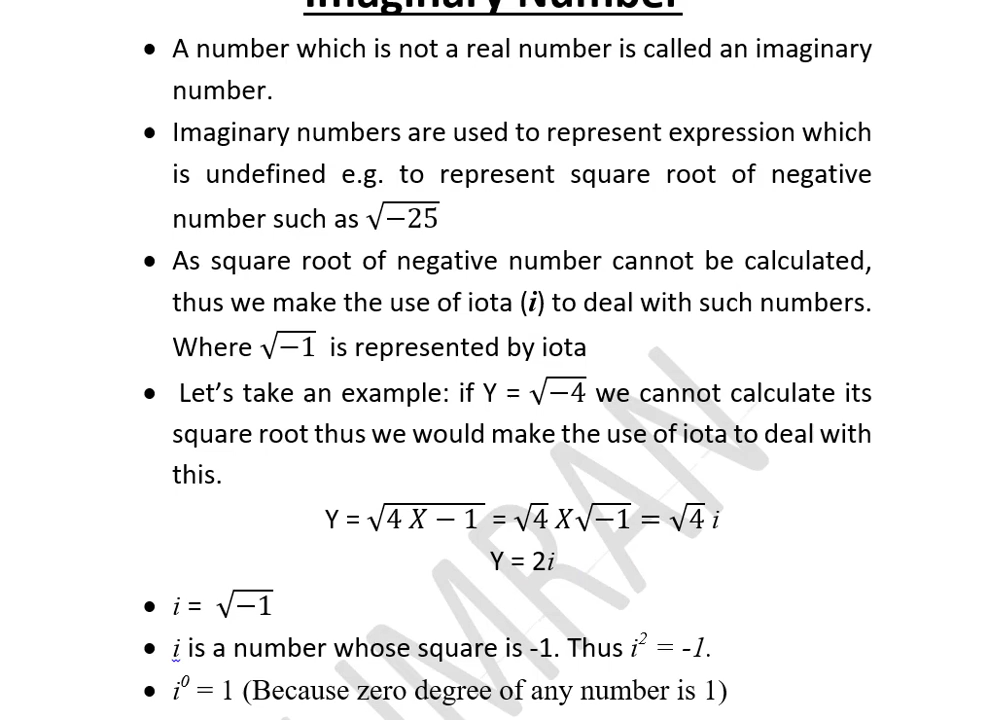 Imaginary Number
• A number which is not a real number is called an imaginary
number.
• Imaginary numbers are used to represent expression which
is undefined e.g. to represent square root of negative
number such as √−25
• As square root of negative number cannot be calculated,
thus we make the use of iota (i) to deal with such numbers.
Where √−1 is represented by iota
• Let’s take an example: if Y = √−4 we cannot calculate its
square root thus we would make the use of iota to deal with
this.
Y = √4 X − 1 = √4 X√−1 = √4 i
Y = 2i
• i = √−1
• i is a number whose square is -1. Thus i² = -1.
• i⁰ = 1 (Because zero degree of any number is 1)
IMRAN